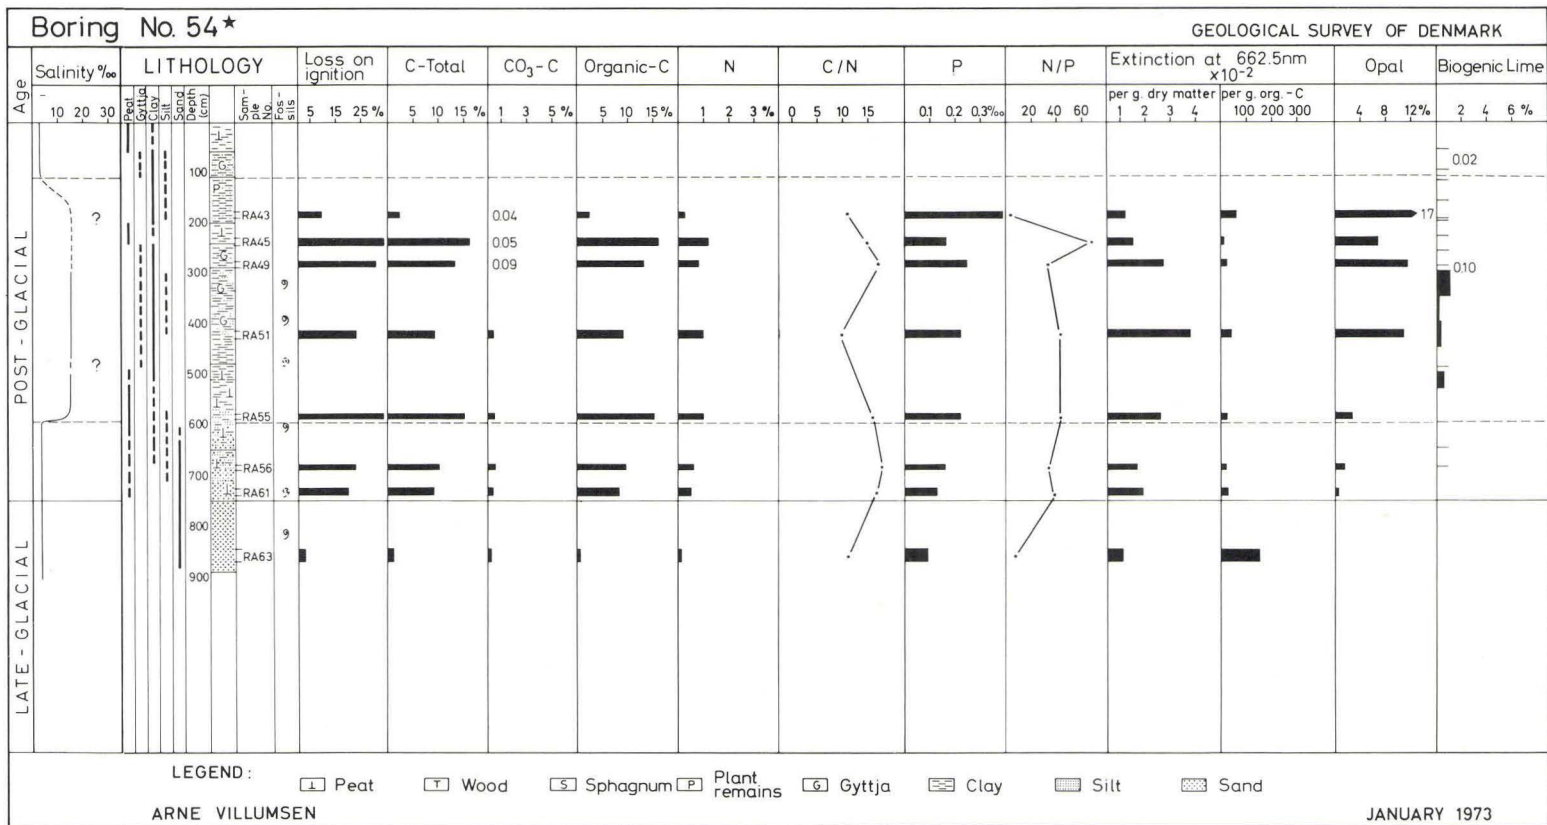 Boring No. 54*
GEOLOGICAL SURVEY OF DENMARK
Age
Salinity ‰
LITHOLOGY
Loss on ignition
C-Total
CO₃-C
Organic-C
N
C/N
P
N/P
Extinction at 662.5nm ×10⁻²
Opal
Biogenic Lime
per g. dry matter
per g. org.-C
10 20 30
Peat
Gyttja
Clay
Silt
Sand
Depth (cm)
Sam-ple No.
Fos-sils
5 15 25 %
5 10 15 %
1 3 5 %
5 10 15 %
1 2 3 %
0 5 10 15
0.1 0.2 0.3‰
20 40 60
1 2 3 4
100 200 300
4 8 12%
2 4 6 %
POST-GLACIAL
LATE-GLACIAL
? ?
100
0.02
P
G
200
RA43
0.04
17
RA45
0.05
G
RA49
0.09
300
0.10
G
400
G
RA51
500
RA55
600
RA56
700
RA61
800
RA63
900
LEGEND:
⊥ Peat
T Wood
S Sphagnum
P Plant remains
G Gyttja
Clay
Silt
Sand
ARNE VILLUMSEN
JANUARY 1973